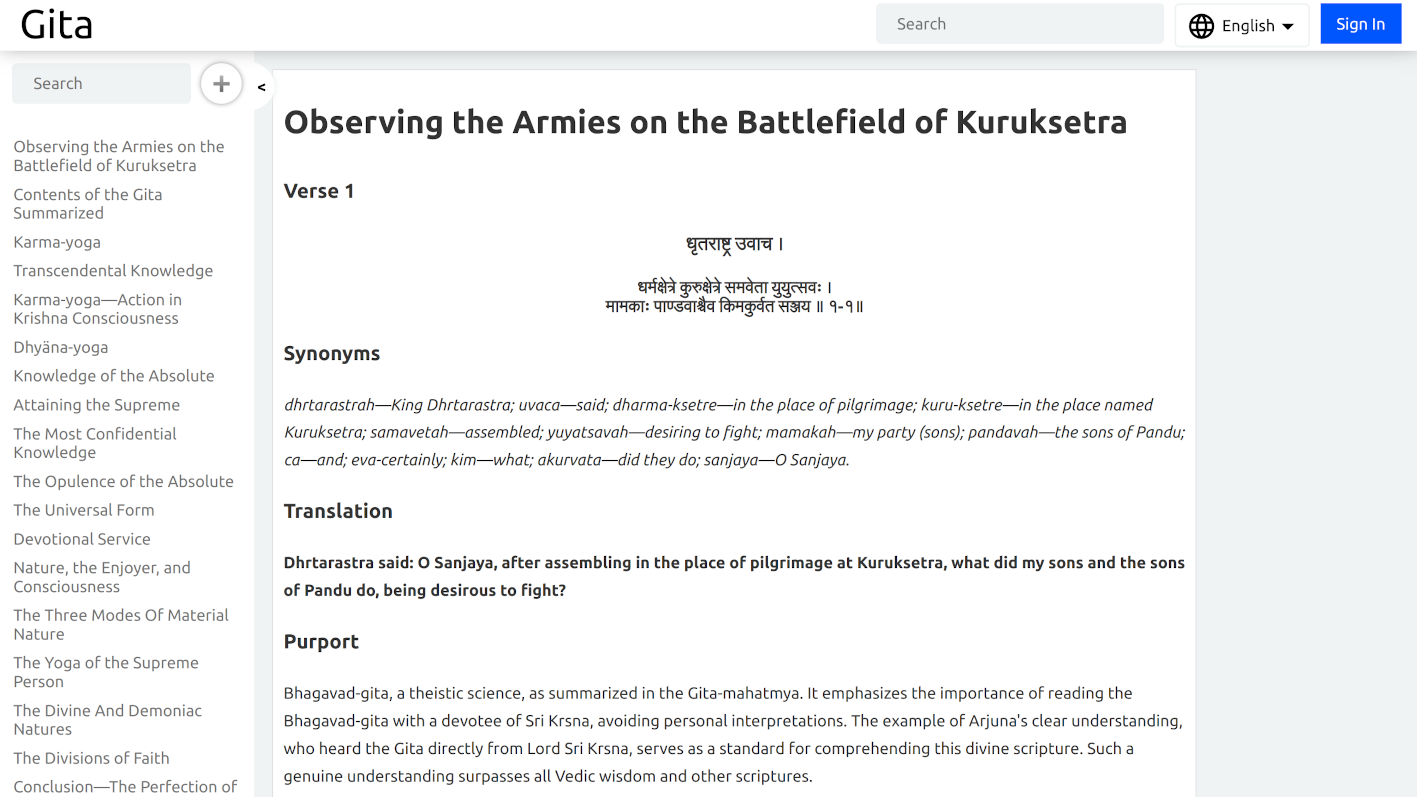 Gita
Search
English
Sign In
Search
+
<
Observing the Armies on the
Battlefield of Kuruksetra
Contents of the Gita
Summarized
Karma-yoga
Transcendental Knowledge
Karma-yoga—Action in
Krishna Consciousness
Dhyäna-yoga
Knowledge of the Absolute
Attaining the Supreme
The Most Confidential
Knowledge
The Opulence of the Absolute
The Universal Form
Devotional Service
Nature, the Enjoyer, and
Consciousness
The Three Modes Of Material
Nature
The Yoga of the Supreme
Person
The Divine And Demoniac
Natures
The Divisions of Faith
Conclusion—The Perfection of
Observing the Armies on the Battlefield of Kuruksetra
Verse 1
धृतराष्ट्र उवाच ।
धर्मक्षेत्रे कुरुक्षेत्रे समवेता युयुत्सवः ।
मामकाः पाण्डवाश्चैव किमकुर्वत सञ्जय ॥ १-१॥
Synonyms
dhrtarastrah—King Dhrtarastra; uvaca—said; dharma-ksetre—in the place of pilgrimage; kuru-ksetre—in the place named
Kuruksetra; samavetah—assembled; yuyatsavah—desiring to fight; mamakah—my party (sons); pandavah—the sons of Pandu;
ca—and; eva-certainly; kim—what; akurvata—did they do; sanjaya—O Sanjaya.
Translation
Dhrtarastra said: O Sanjaya, after assembling in the place of pilgrimage at Kuruksetra, what did my sons and the sons
of Pandu do, being desirous to fight?
Purport
Bhagavad-gita, a theistic science, as summarized in the Gita-mahatmya. It emphasizes the importance of reading the
Bhagavad-gita with a devotee of Sri Krsna, avoiding personal interpretations. The example of Arjuna's clear understanding,
who heard the Gita directly from Lord Sri Krsna, serves as a standard for comprehending this divine scripture. Such a
genuine understanding surpasses all Vedic wisdom and other scriptures.